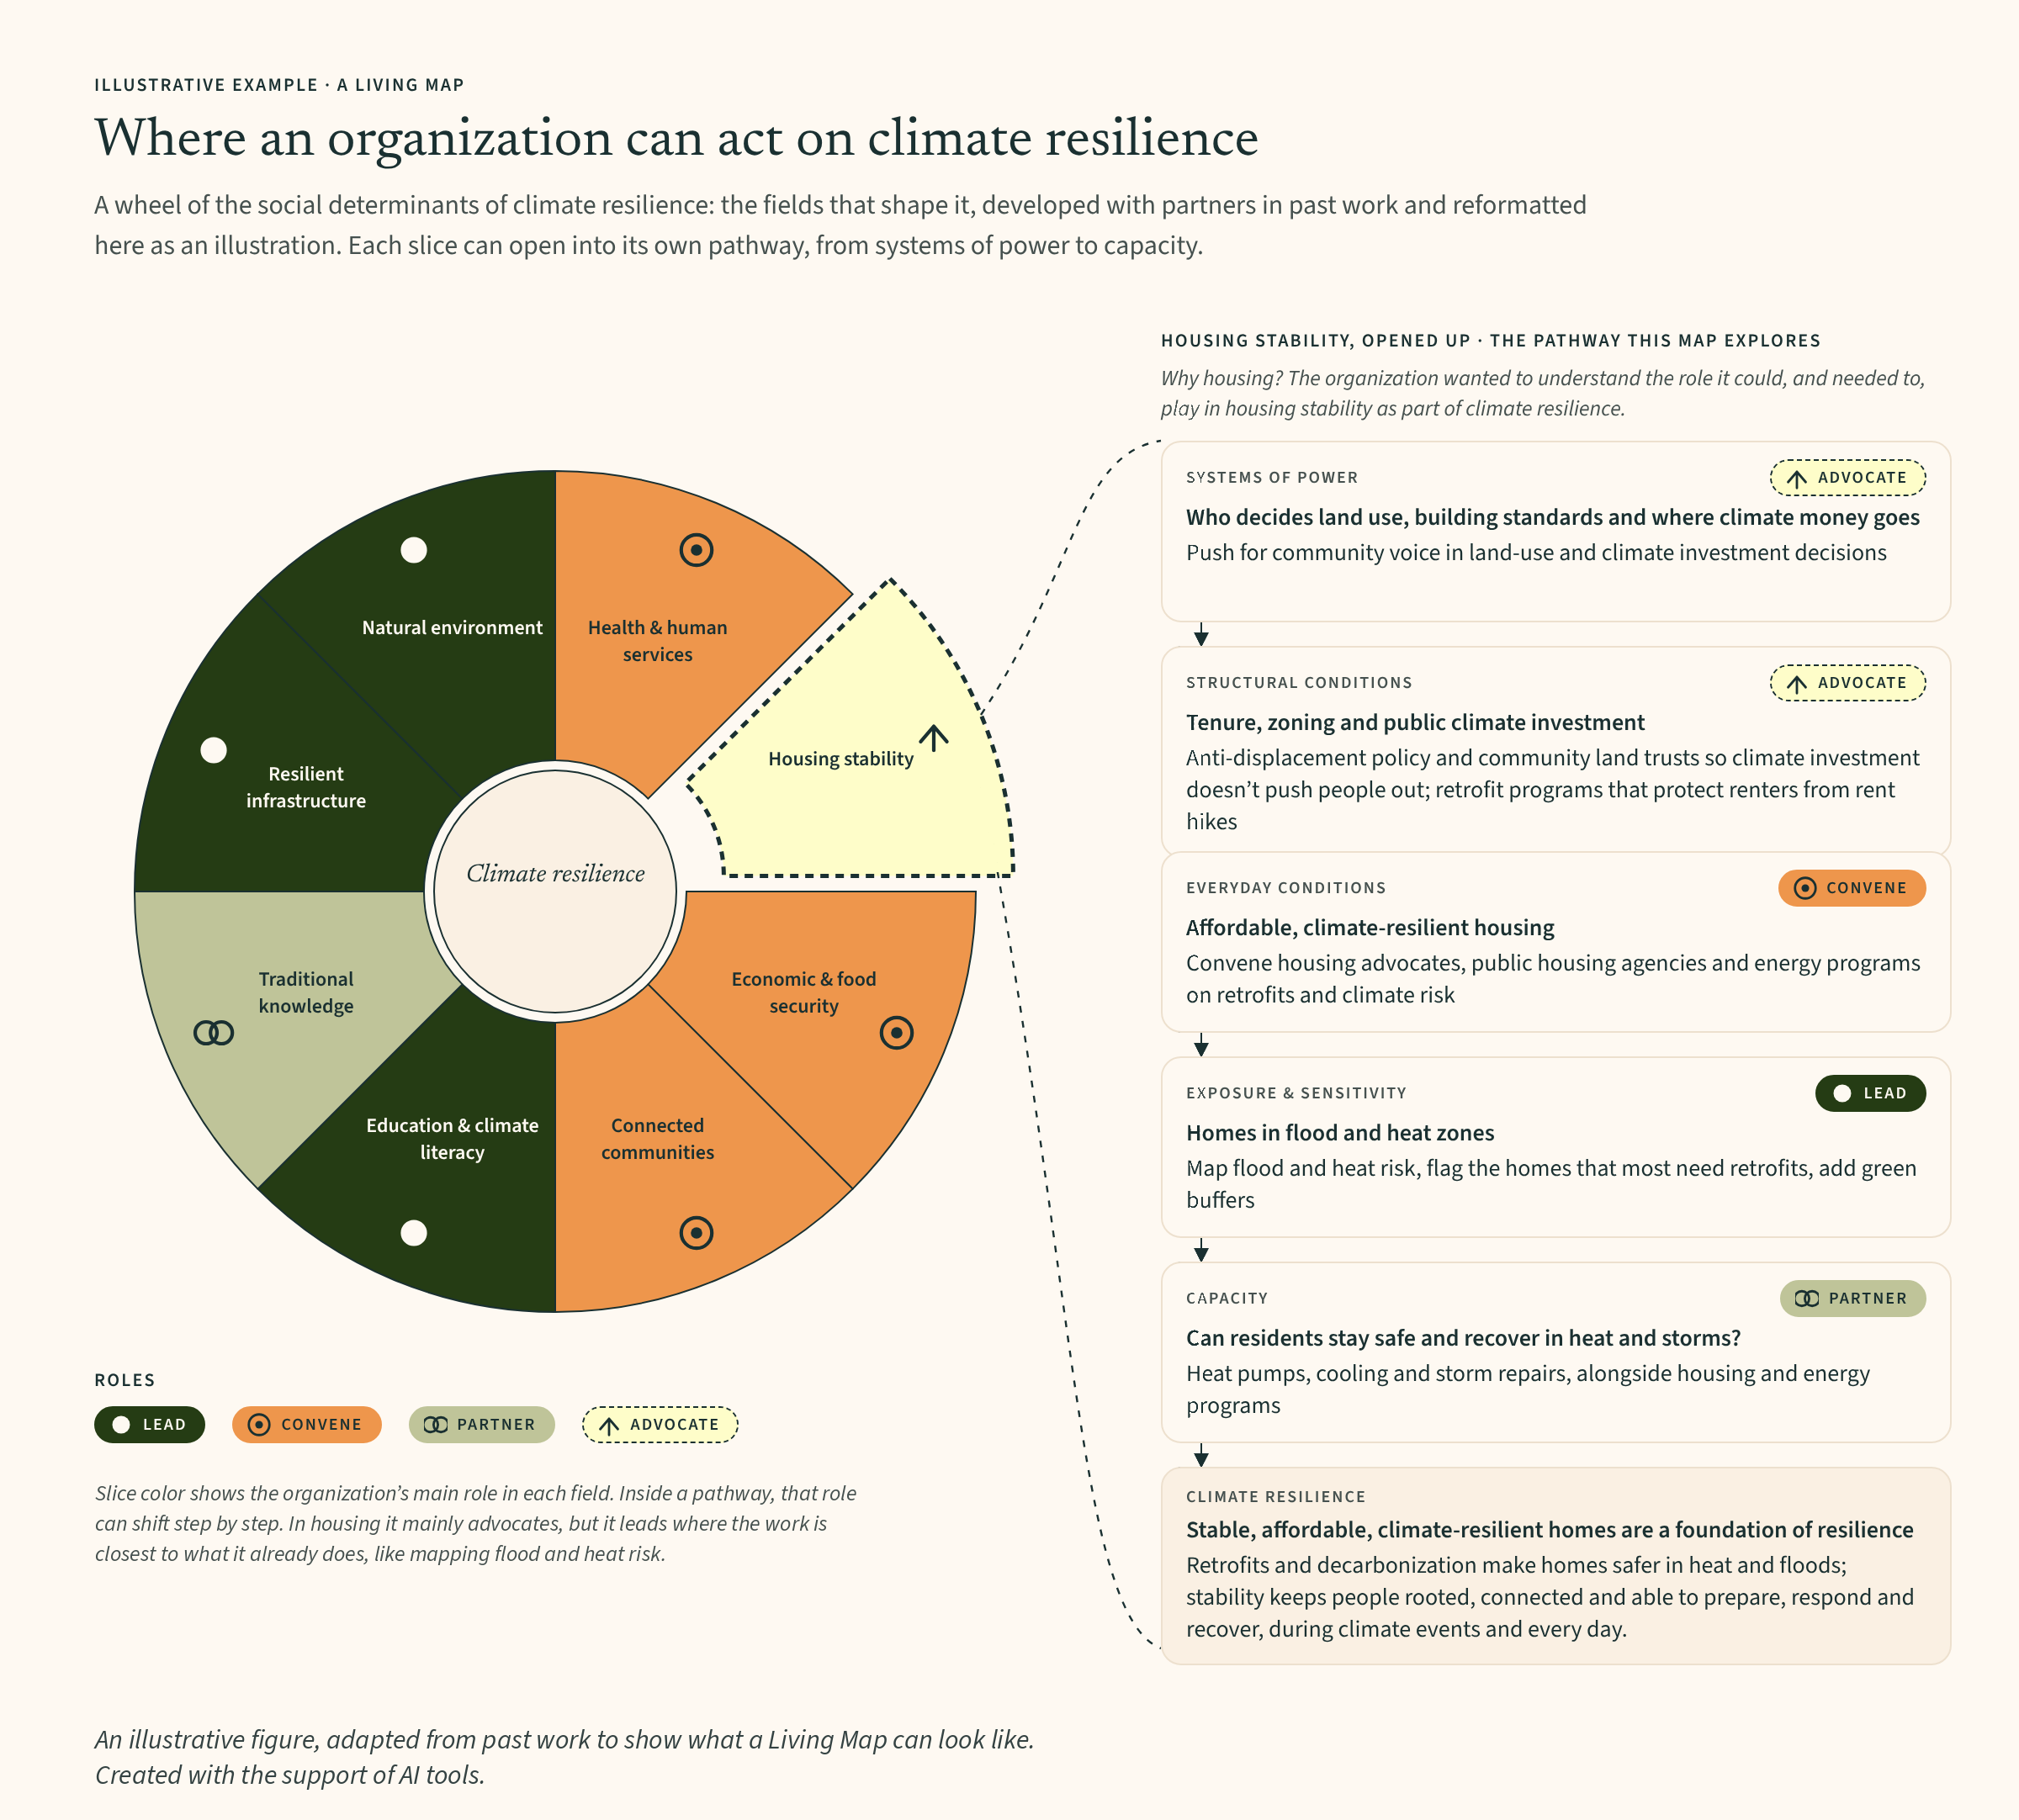 ILLUSTRATIVE EXAMPLE · A LIVING MAP
Where an organization can act on climate resilience
A wheel of the social determinants of climate resilience: the fields that shape it, developed with partners in past work and reformatted
here as an illustration. Each slice can open into its own pathway, from systems of power to capacity.
Natural environment
Health & human
services
Housing stability
Resilient
infrastructure
Climate resilience
Traditional
knowledge
Economic & food
security
Education & climate
literacy
Connected
communities
ROLES
LEAD
CONVENE
PARTNER
ADVOCATE
Slice color shows the organization’s main role in each field. Inside a pathway, that role
can shift step by step. In housing it mainly advocates, but it leads where the work is
closest to what it already does, like mapping flood and heat risk.
HOUSING STABILITY, OPENED UP · THE PATHWAY THIS MAP EXPLORES
Why housing? The organization wanted to understand the role it could, and needed to,
play in housing stability as part of climate resilience.
SYSTEMS OF POWER
ADVOCATE
Who decides land use, building standards and where climate money goes
Push for community voice in land-use and climate investment decisions
STRUCTURAL CONDITIONS
ADVOCATE
Tenure, zoning and public climate investment
Anti-displacement policy and community land trusts so climate investment
doesn’t push people out; retrofit programs that protect renters from rent
hikes
EVERYDAY CONDITIONS
CONVENE
Affordable, climate-resilient housing
Convene housing advocates, public housing agencies and energy programs
on retrofits and climate risk
EXPOSURE & SENSITIVITY
LEAD
Homes in flood and heat zones
Map flood and heat risk, flag the homes that most need retrofits, add green
buffers
CAPACITY
PARTNER
Can residents stay safe and recover in heat and storms?
Heat pumps, cooling and storm repairs, alongside housing and energy
programs
CLIMATE RESILIENCE
Stable, affordable, climate-resilient homes are a foundation of resilience
Retrofits and decarbonization make homes safer in heat and floods;
stability keeps people rooted, connected and able to prepare, respond and
recover, during climate events and every day.
An illustrative figure, adapted from past work to show what a Living Map can look like.
Created with the support of AI tools.